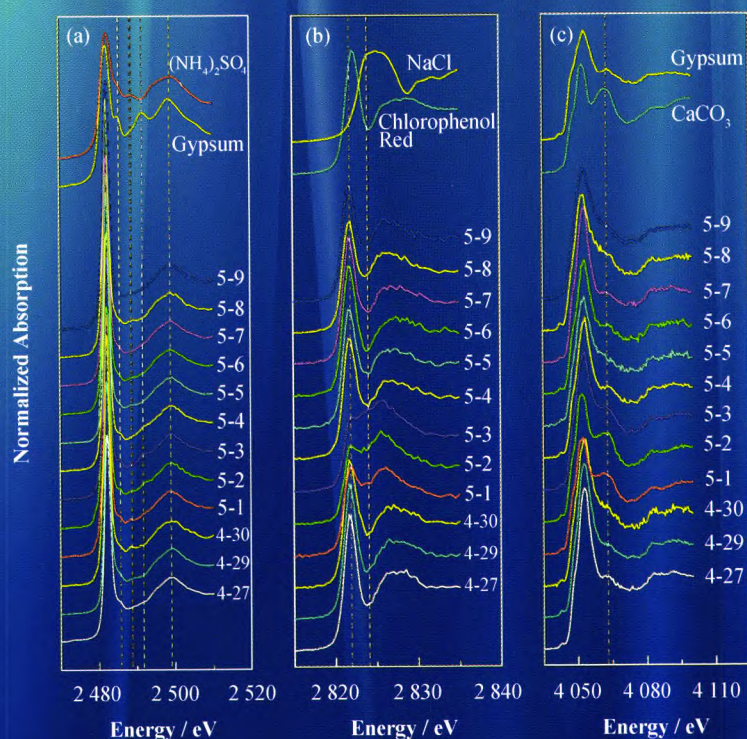 Normalized Absorption
(a)
(NH4)2SO4
Gypsum
5-9
5-8
5-7
5-6
5-5
5-4
5-3
5-2
5-1
4-30
4-29
4-27
2 480 2 500 2 520
Energy / eV
(b)
NaCl
Chlorophenol
Red
5-9
5-8
5-7
5-6
5-5
5-4
5-3
5-2
5-1
4-30
4-29
4-27
2 820 2 830 2 840
Energy / eV
(c)
Gypsum
CaCO3
5-9
5-8
5-7
5-6
5-5
5-4
5-3
5-2
5-1
4-30
4-29
4-27
4 050 4 080 4 110
Energy / eV